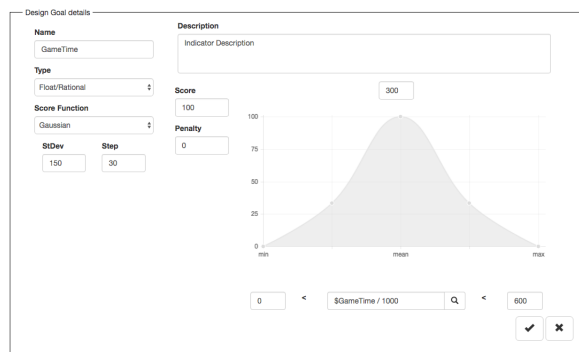 Design Goal details
Name
GameTime
Type
Float/Rational
Score Function
Gaussian
StDev
Step
150
30
Description
Indicator Description
Score
100
Penalty
0
300
100
75
50
25
0
min
mean
max
0
<
$GameTime / 1000
<
600